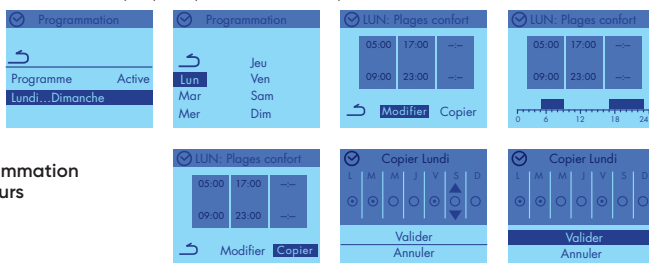 Programmation
Programme Active
Lundi...Dimanche
Programmation
Jeu
Lun Ven
Mar Sam
Mer Dim
LUN: Plages confort
05:00 17:00 --:--
09:00 23:00 --:--
Modifier Copier
LUN: Plages confort
05:00 17:00 --:--
09:00 23:00 --:--
0 6 12 18 24
mmation
urs
LUN: Plages confort
05:00 17:00 --:--
09:00 23:00 --:--
Modifier Copier
Copier Lundi
L M M J V S D
Valider
Annuler
Copier Lundi
L M M J V S D
Valider
Annuler